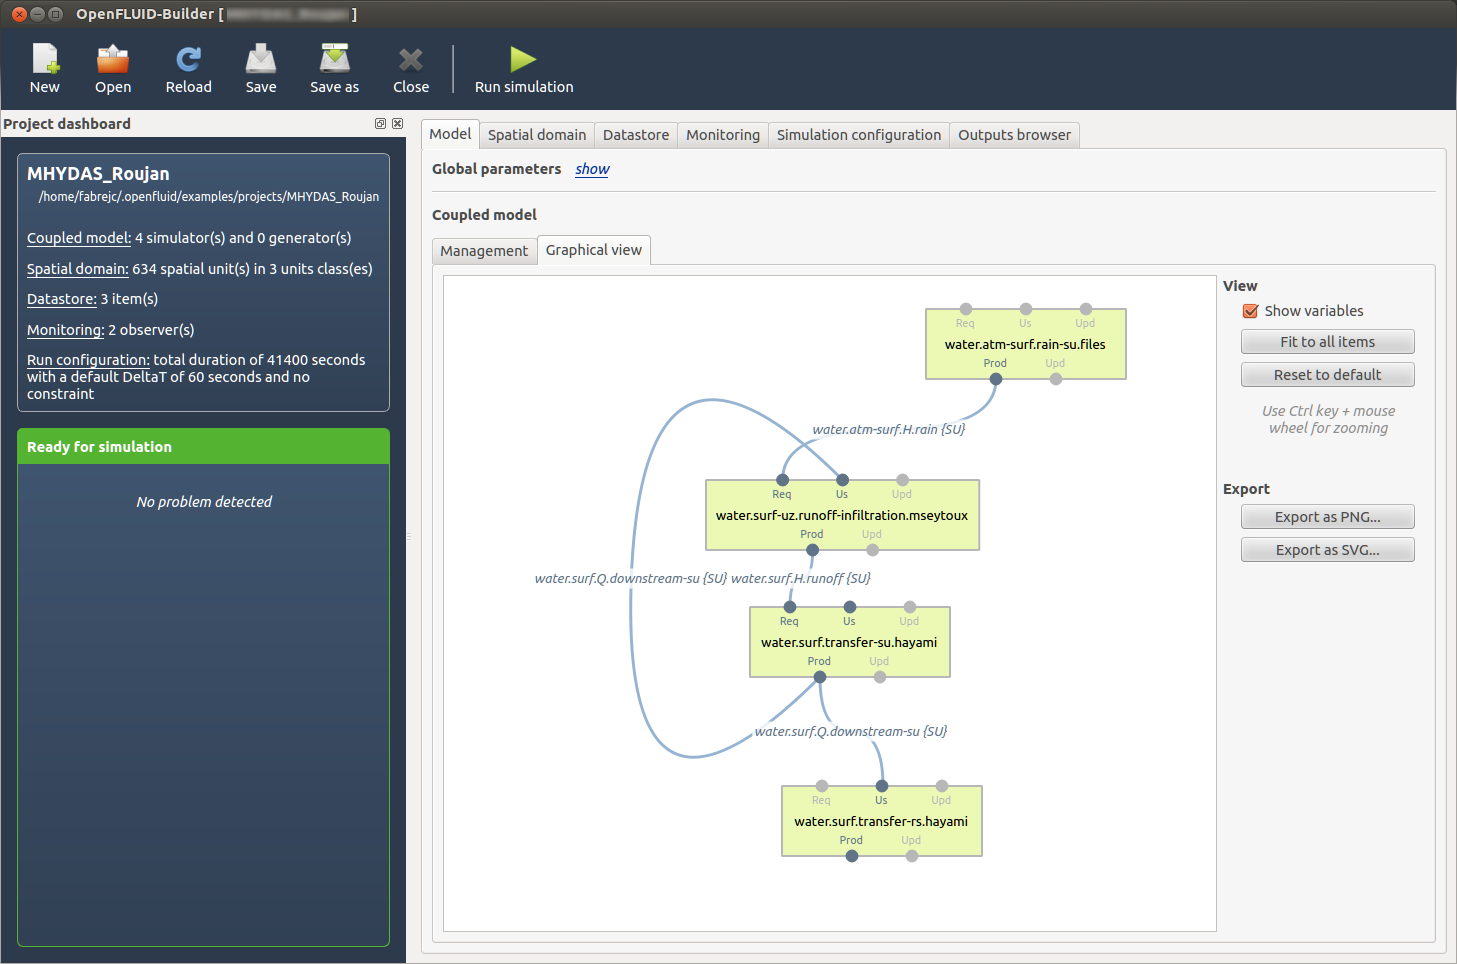 OpenFLUID-Builder [ ]
New
Open
Reload
Save
Save as
Close
Run simulation
Project dashboard
MHYDAS_Roujan
/home/fabrejc/.openfluid/examples/projects/MHYDAS_Roujan
Coupled model: 4 simulator(s) and 0 generator(s)
Spatial domain: 634 spatial unit(s) in 3 units class(es)
Datastore: 3 item(s)
Monitoring: 2 observer(s)
Run configuration: total duration of 41400 seconds
with a default DeltaT of 60 seconds and no
constraint
Ready for simulation
No problem detected
Model
Spatial domain
Datastore
Monitoring
Simulation configuration
Outputs browser
Global parameters show
Coupled model
Management
Graphical view
Req Us Upd
water.atm-surf.rain-su.files
Prod Upd
water.atm-surf.H.rain {SU}
Req Us Upd
water.surf-uz.runoff-infiltration.mseytoux
Prod Upd
water.surf.Q.downstream-su {SU} water.surf.H.runoff {SU}
Req Us Upd
water.surf.transfer-su.hayami
Prod Upd
water.surf.Q.downstream-su {SU}
Req Us Upd
water.surf.transfer-rs.hayami
Prod Upd
View
Show variables
Fit to all items
Reset to default
Use Ctrl key + mouse
wheel for zooming
Export
Export as PNG...
Export as SVG...